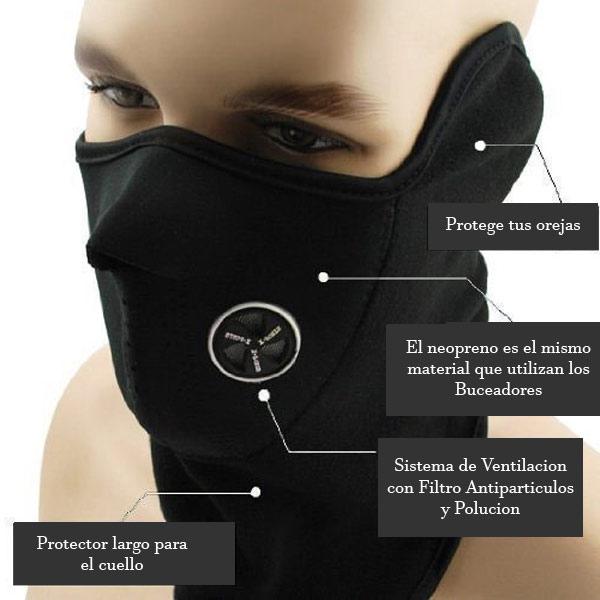 Protege tus orejas
El neopreno es el mismo
material que utilizan los
Buceadores
Sistema de Ventilacion
con Filtro Antiparticulos
y Polucion
Protector largo para
el cuello